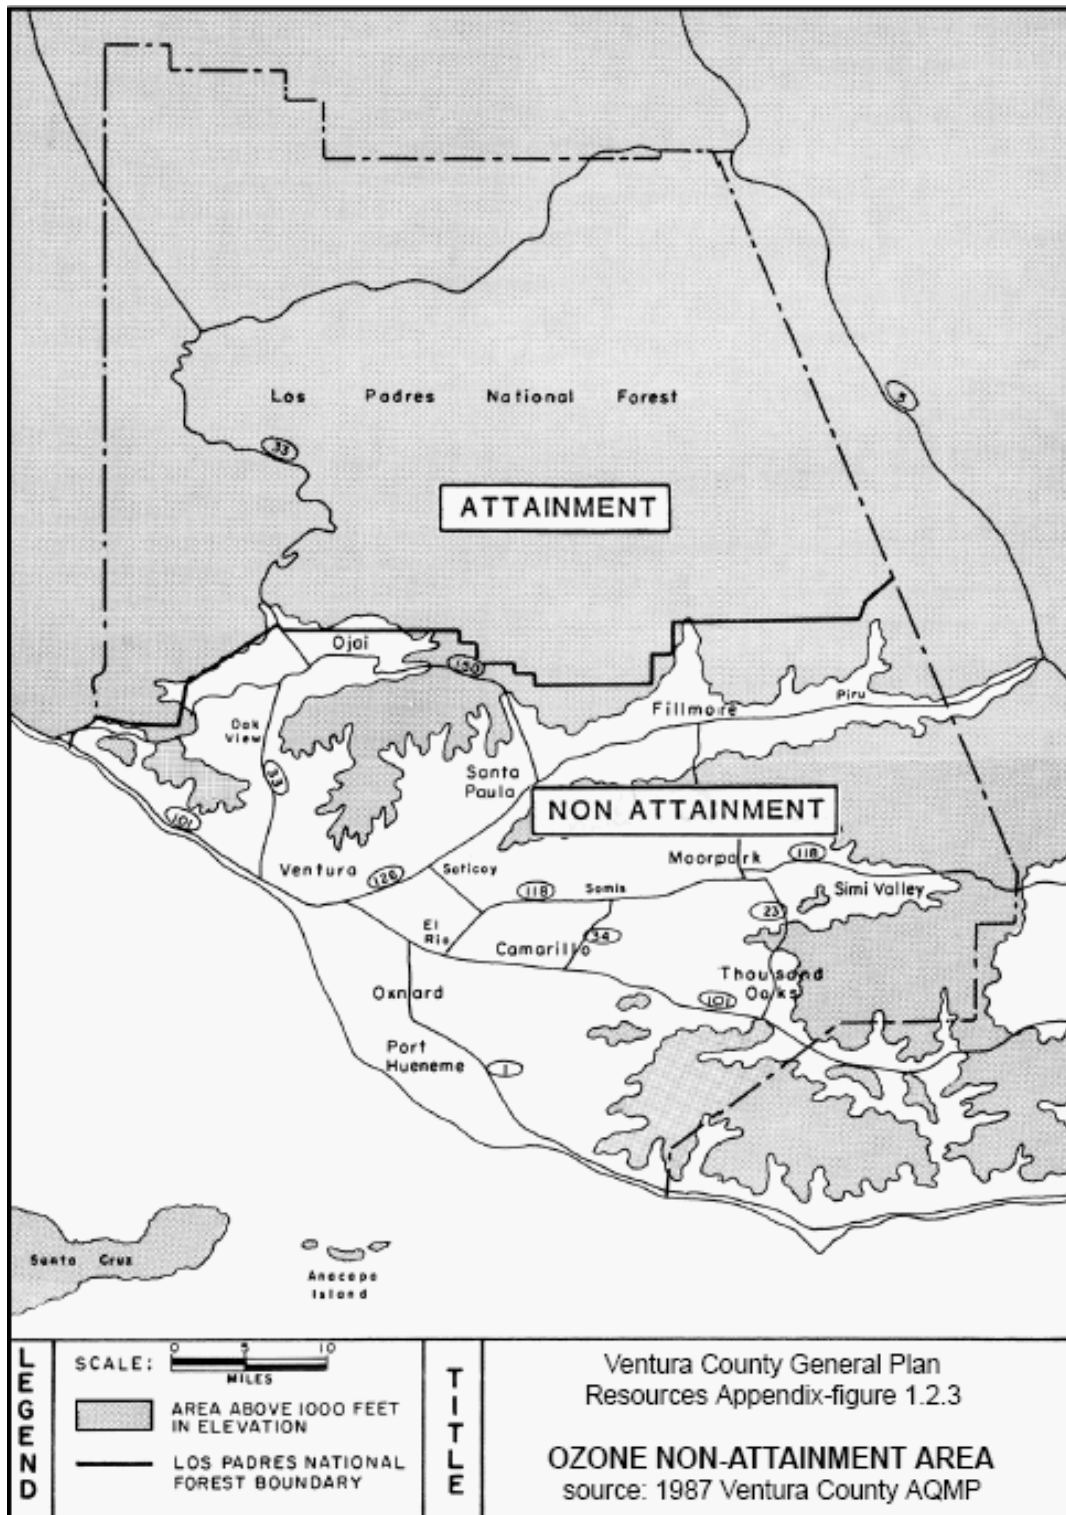 Los Padres National Forest
5
33
ATTAINMENT
Ojai
150
Piru
Fillmore
Oak
View
33
Santa
Paula
101
NON ATTAINMENT
Ventura
126
Saticoy
Moorpark
118
118
Somis
Simi Valley
23
El
Rio
34
Camarillo
Thousand
Oaks
101
Oxnard
Port
Hueneme
1
Santa Cruz
Anacapa
Island
LEGEND
SCALE:
0 5 10
MILES
AREA ABOVE 1000 FEET
IN ELEVATION
LOS PADRES NATIONAL
FOREST BOUNDARY
TITLE
Ventura County General Plan
Resources Appendix-figure 1.2.3
OZONE NON-ATTAINMENT AREA
source: 1987 Ventura County AQMP